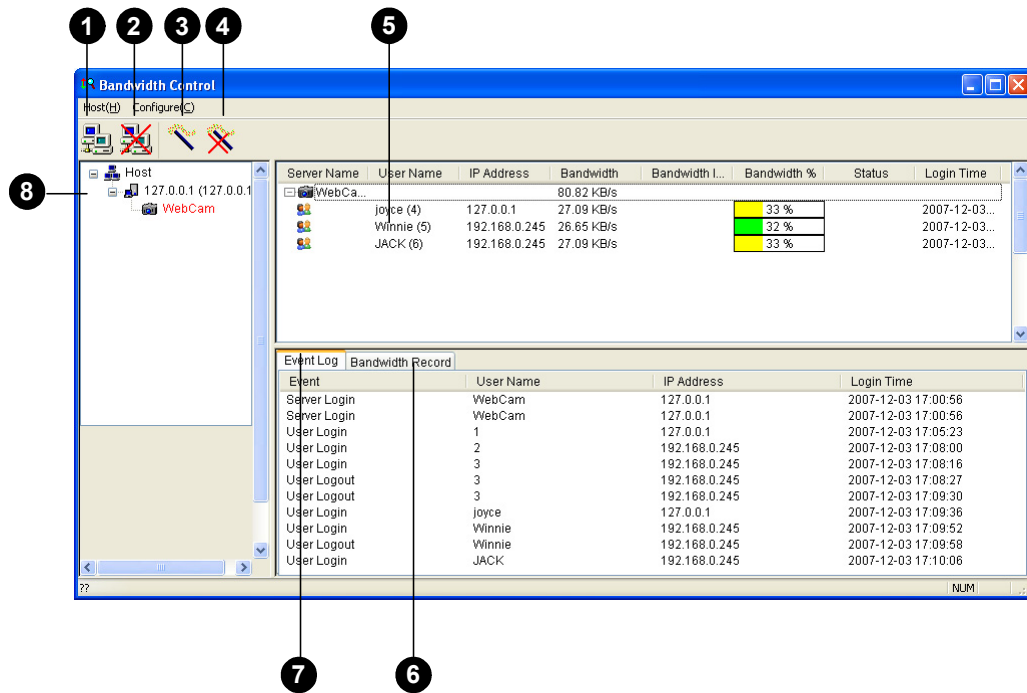 1 2 3 4 5
Bandwidth Control
Host(H) Configure(C)
8
Host
127.0.0.1 (127.0.0.1
WebCam
Server Name User Name IP Address Bandwidth Bandwidth I... Bandwidth % Status Login Time
WebCa... 80.82 KB/s
joyce (4) 127.0.0.1 27.09 KB/s 33 % 2007-12-03...
Winnie (5) 192.168.0.245 26.65 KB/s 32 % 2007-12-03...
JACK (6) 192.168.0.245 27.09 KB/s 33 % 2007-12-03...
Event Log Bandwidth Record
Event User Name IP Address Login Time
Server Login WebCam 127.0.0.1 2007-12-03 17:00:56
Server Login WebCam 127.0.0.1 2007-12-03 17:00:56
User Login 1 127.0.0.1 2007-12-03 17:05:23
User Login 2 192.168.0.245 2007-12-03 17:08:00
User Login 3 192.168.0.245 2007-12-03 17:08:16
User Logout 3 192.168.0.245 2007-12-03 17:08:27
User Logout 3 192.168.0.245 2007-12-03 17:09:30
User Login joyce 127.0.0.1 2007-12-03 17:09:36
User Login Winnie 192.168.0.245 2007-12-03 17:09:52
User Logout Winnie 192.168.0.245 2007-12-03 17:09:58
User Login JACK 192.168.0.245 2007-12-03 17:10:06
?? NUM
7 6